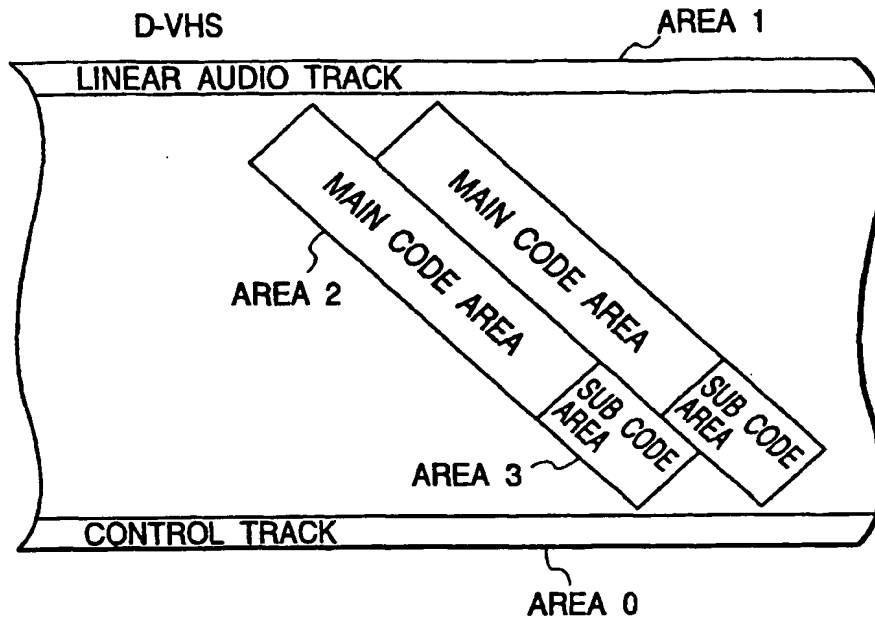 D-VHS
AREA 1
LINEAR AUDIO TRACK
MAIN CODE AREA
MAIN CODE AREA
AREA 2
SUB CODE
AREA
SUB CODE
AREA
AREA 3
CONTROL TRACK
AREA 0